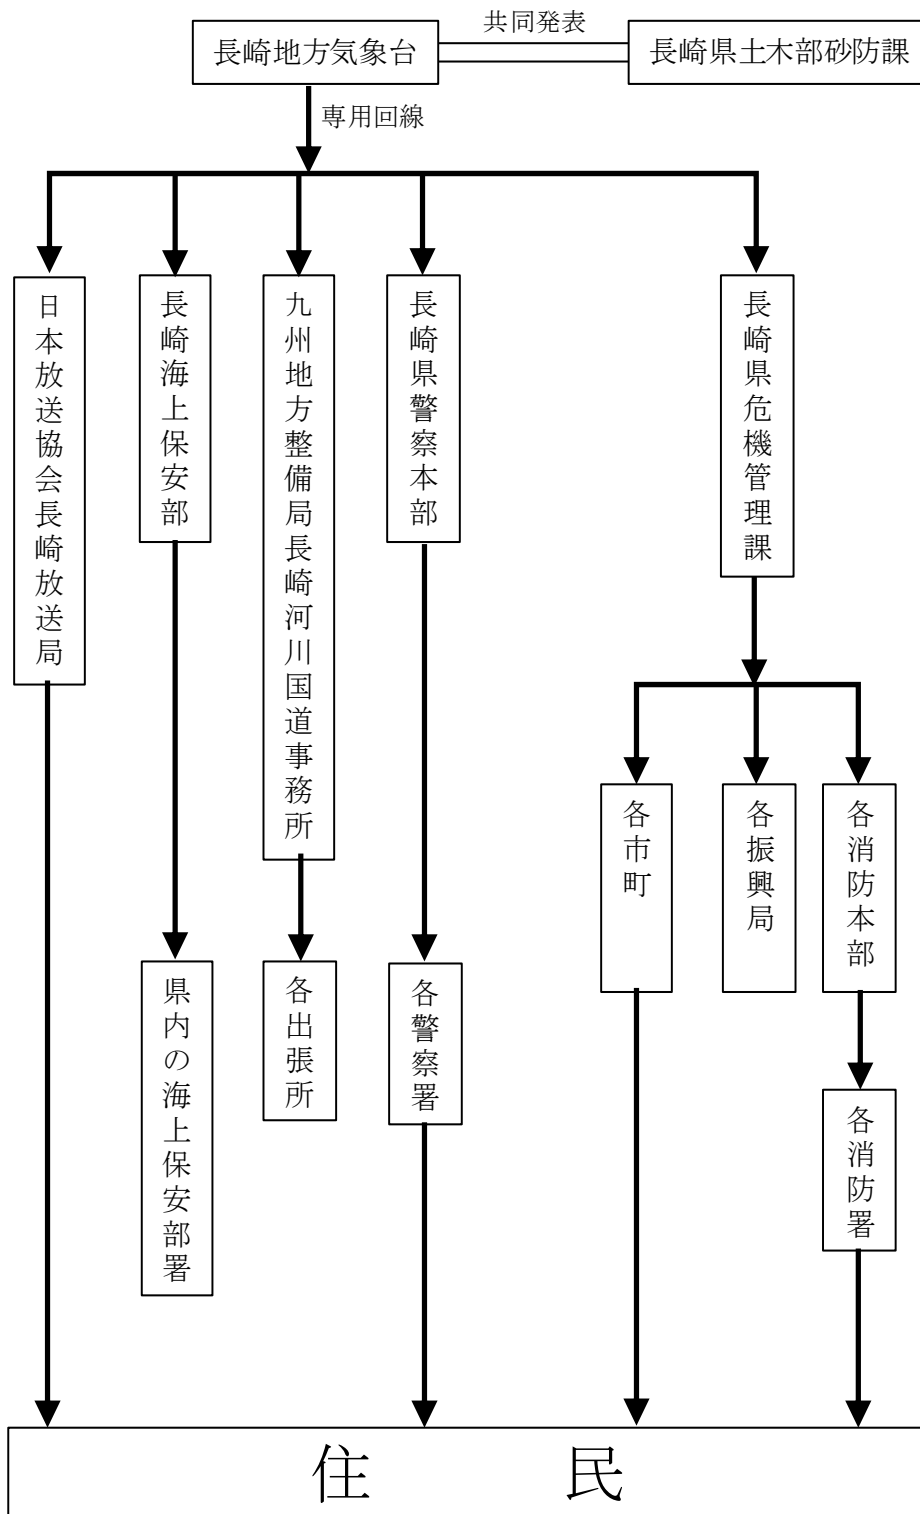 共同発表
長崎地方気象台
長崎県土木部砂防課
専用回線
日本放送協会長崎放送局
長崎海上保安部
九州地方整備局長崎河川国道事務所
長崎県警察本部
長崎県危機管理課
各市町
各振興局
各消防本部
県内の海上保安部署
各出張所
各警察署
各消防署
住民